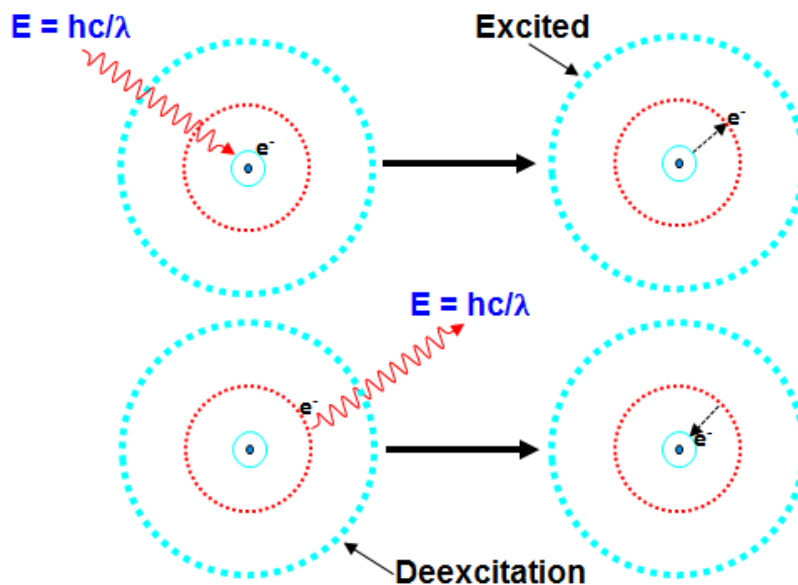 E = hc/λ
Excited
e-
e-
E = hc/λ
e-
e-
Deexcitation